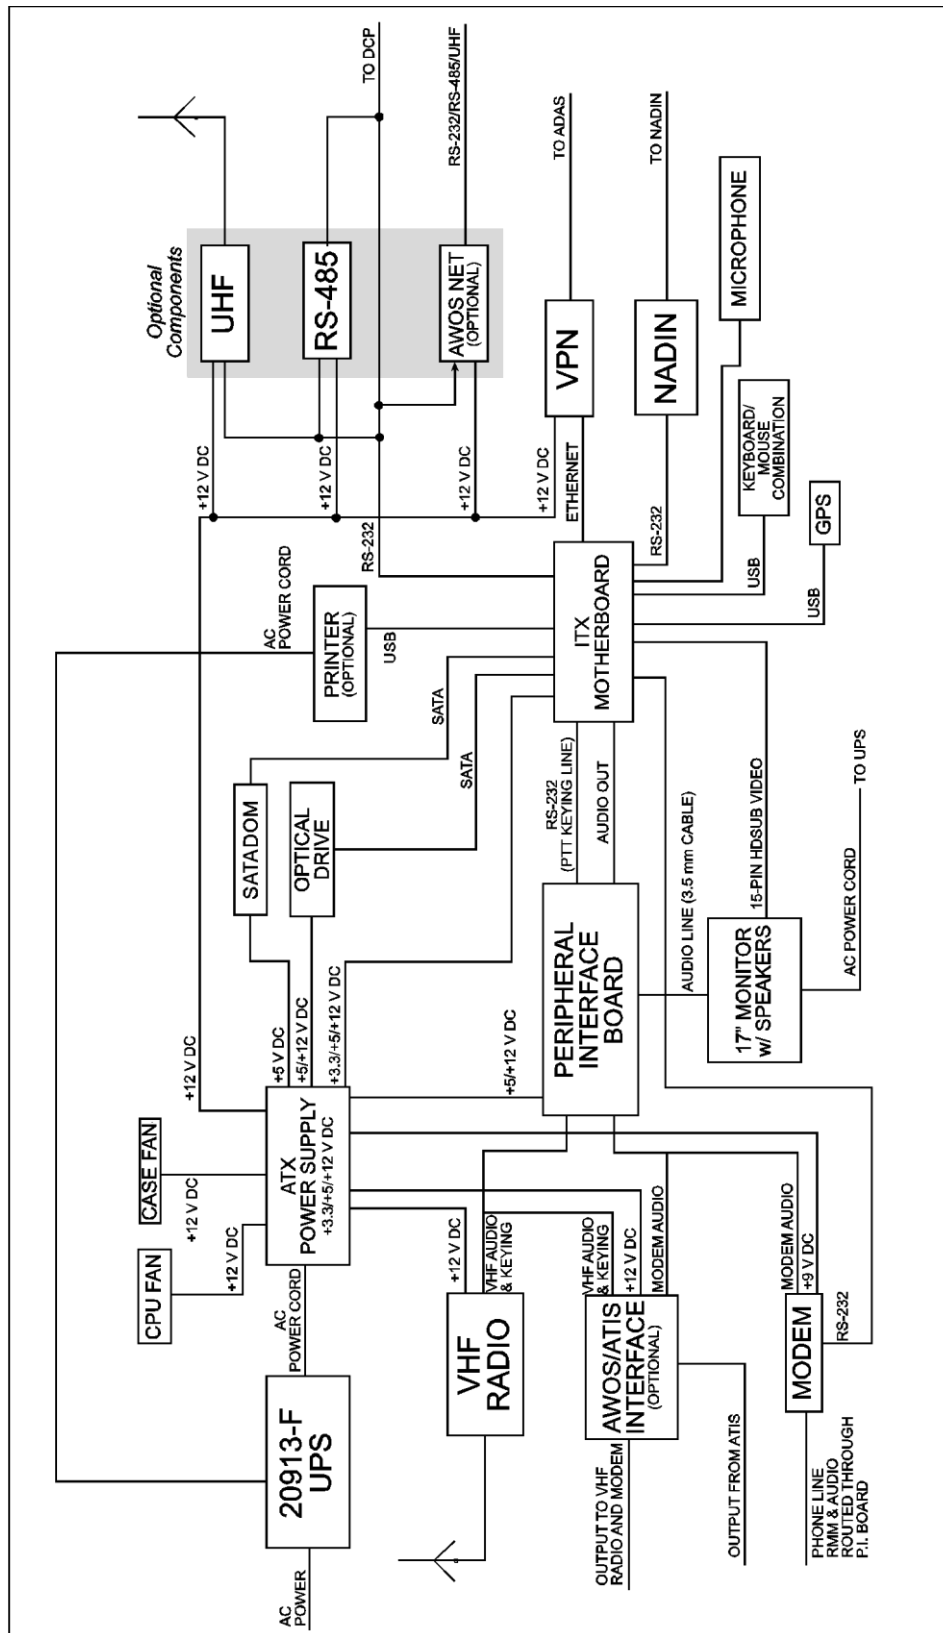 Optional
Components
UHF
RS-485
AWOS NET
(OPTIONAL)
TO DCP
RS-232/RS-485/UHF
TO ADAS
TO NADIN
VPN
NADIN
MICROPHONE
KEYBOARD/
MOUSE
COMBINATION
GPS
+12 V DC
+12 V DC
+12 V DC
+12 V DC
ETHERNET
RS-232
RS-232
USB
USB
AC
POWER CORD
PRINTER
(OPTIONAL)
USB
ITX
MOTHERBOARD
SATA
SATA
SATADOM
OPTICAL
DRIVE
RS-232
(PTT KEYING LINE)
AUDIO OUT
AUDIO LINE (3.5 mm CABLE)
15-PIN HDSUB VIDEO
TO UPS
AC POWER CORD
17" MONITOR
w/ SPEAKERS
PERIPHERAL
INTERFACE
BOARD
+12 V DC
+5 V DC
+5/+12 V DC
+3.3/+5/+12 V DC
+5/+12 V DC
CASE FAN
+12 V DC
CPU FAN
+12 V DC
ATX
POWER SUPPLY
+3.3/+5/+12 V DC
AC
POWER CORD
20913-F
UPS
AC
POWER
+12 V DC
VHF AUDIO
& KEYING
VHF
RADIO
VHF AUDIO
& KEYING
+12 V DC
MODEM AUDIO
AWOS/ATIS
INTERFACE
(OPTIONAL)
OUTPUT TO VHF
RADIO AND MODEM
OUTPUT FROM ATIS
MODEM AUDIO
+9 V DC
MODEM
RS-232
PHONE LINE
RMM & AUDIO
ROUTED THROUGH
P.I. BOARD